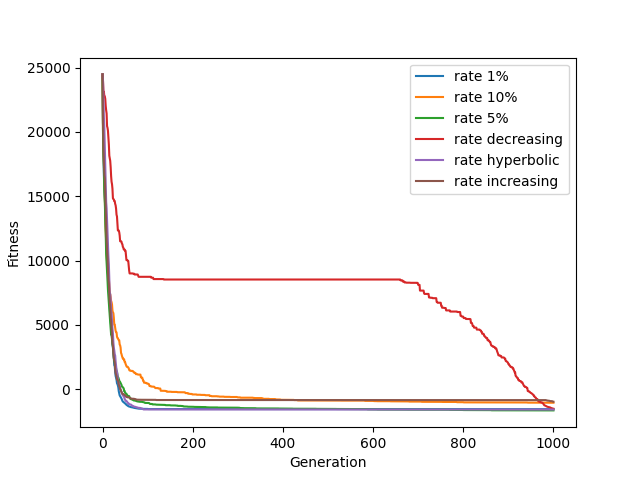 25000
20000
15000
10000
5000
0
Fitness
0
200
400
600
800
1000
Generation
rate 1%
rate 10%
rate 5%
rate decreasing
rate hyperbolic
rate increasing